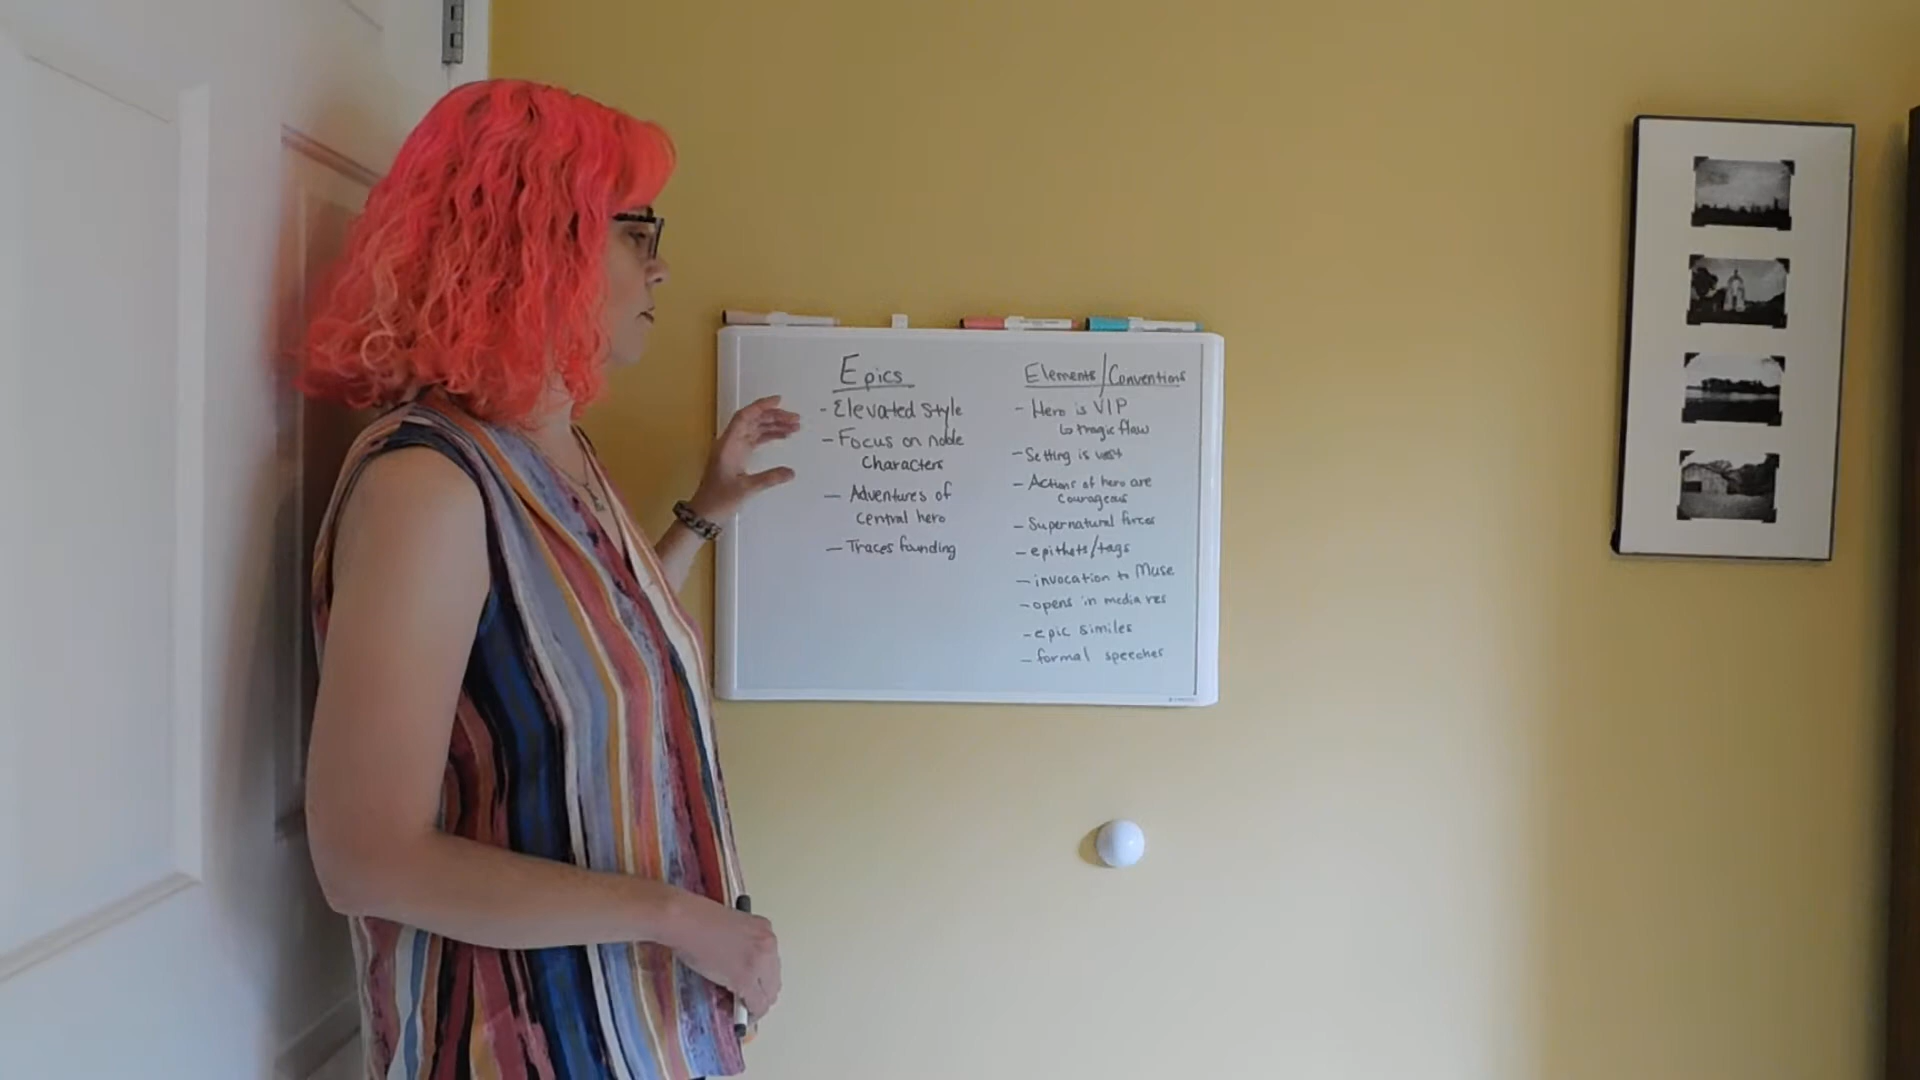 Epics
- Elevated Style
- Focus on noble
Characters
- Adventures of
central hero
- Traces founding
Elements/Conventions
- Hero is VIP
↳ tragic flaw
- Setting is vast
- Actions of hero are
courageous
- Supernatural forces
- epithets/tags
- invocation to Muse
- opens in media res
- epic similes
- formal speeches